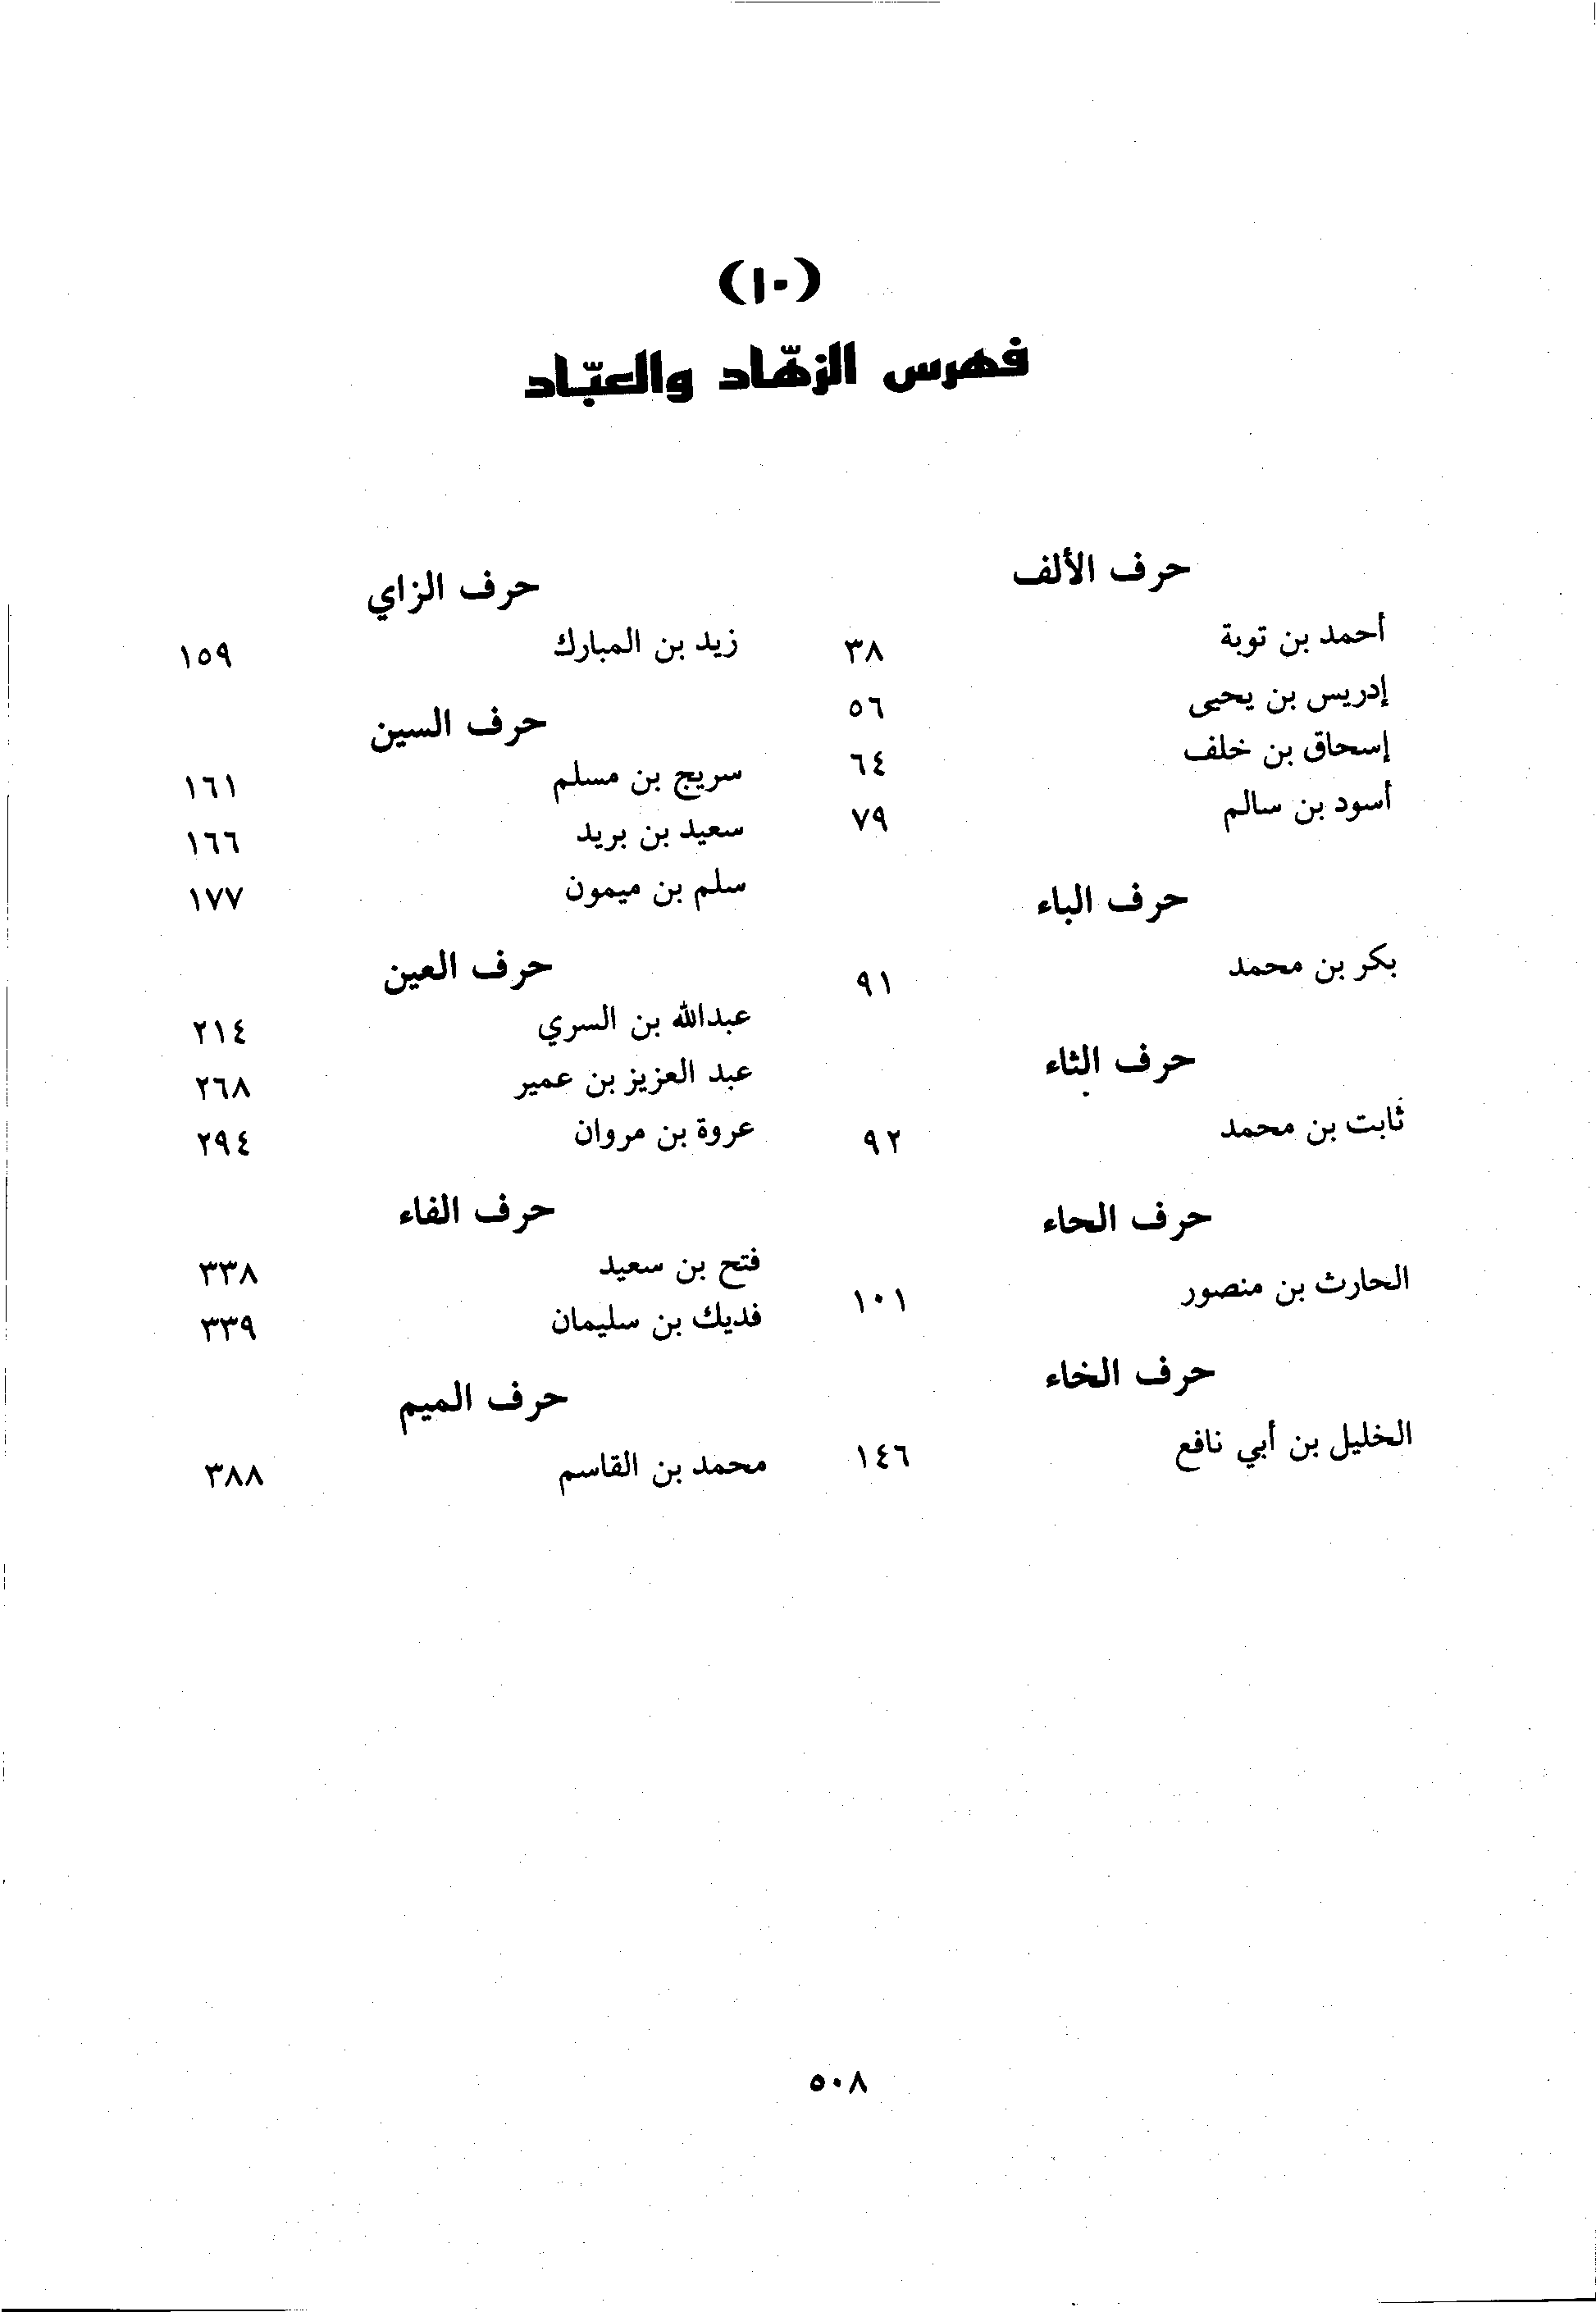 (١٠)
فهرس الزهّاد والعبّاد
حرف الألف
أحمد بن توبة ٣٨
إدريس بن يحيى ٥٦
إسحاق بن خلف ٦٤
أسود بن سالم ٧٩
حرف الباء
بكر بن محمد ٩١
حرف الثاء
ثابت بن محمد ٩٢
حرف الحاء
الحارث بن منصور ١٠١
حرف الخاء
الخليل بن أبي نافع ١٤٦
حرف الزاي
زيد بن المبارك ١٥٩
حرف السين
سريج بن مسلم ١٦١
سعيد بن بريد ١٦٦
سلم بن ميمون ١٧٧
حرف العين
عبدالله بن السري ٢١٤
عبد العزيز بن عمير ٢٦٨
عروة بن مروان ٢٩٤
حرف الفاء
فتح بن سعيد ٣٣٨
فديك بن سليمان ٣٣٩
حرف الميم
محمد بن القاسم ٣٨٨
٥٠٨